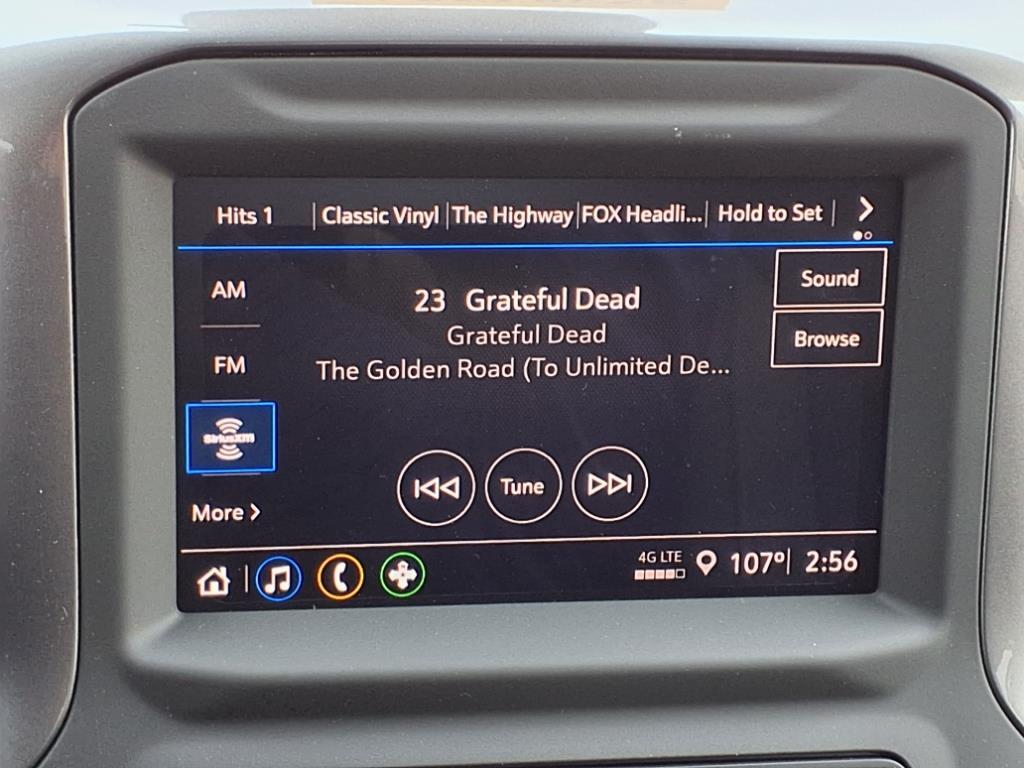 Hits 1 Classic Vinyl The Highway FOX Headli... Hold to Set
AM
23 Grateful Dead
Sound
Grateful Dead
Browse
FM
The Golden Road (To Unlimited De...
SiriusXM
Tune
More
4G LTE
107° 2:56